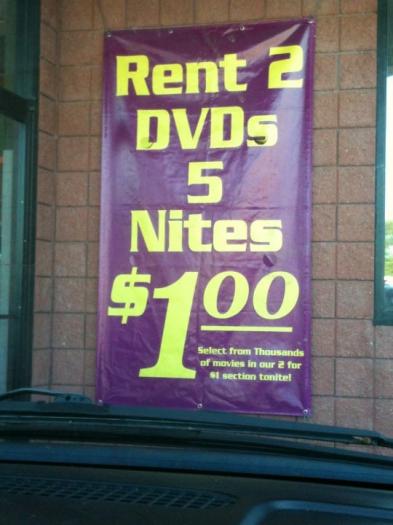 Rent 2
DVDs
5
Nites
$1.00
Select from Thousands
of movies in our 2 for
$1 section tonite!